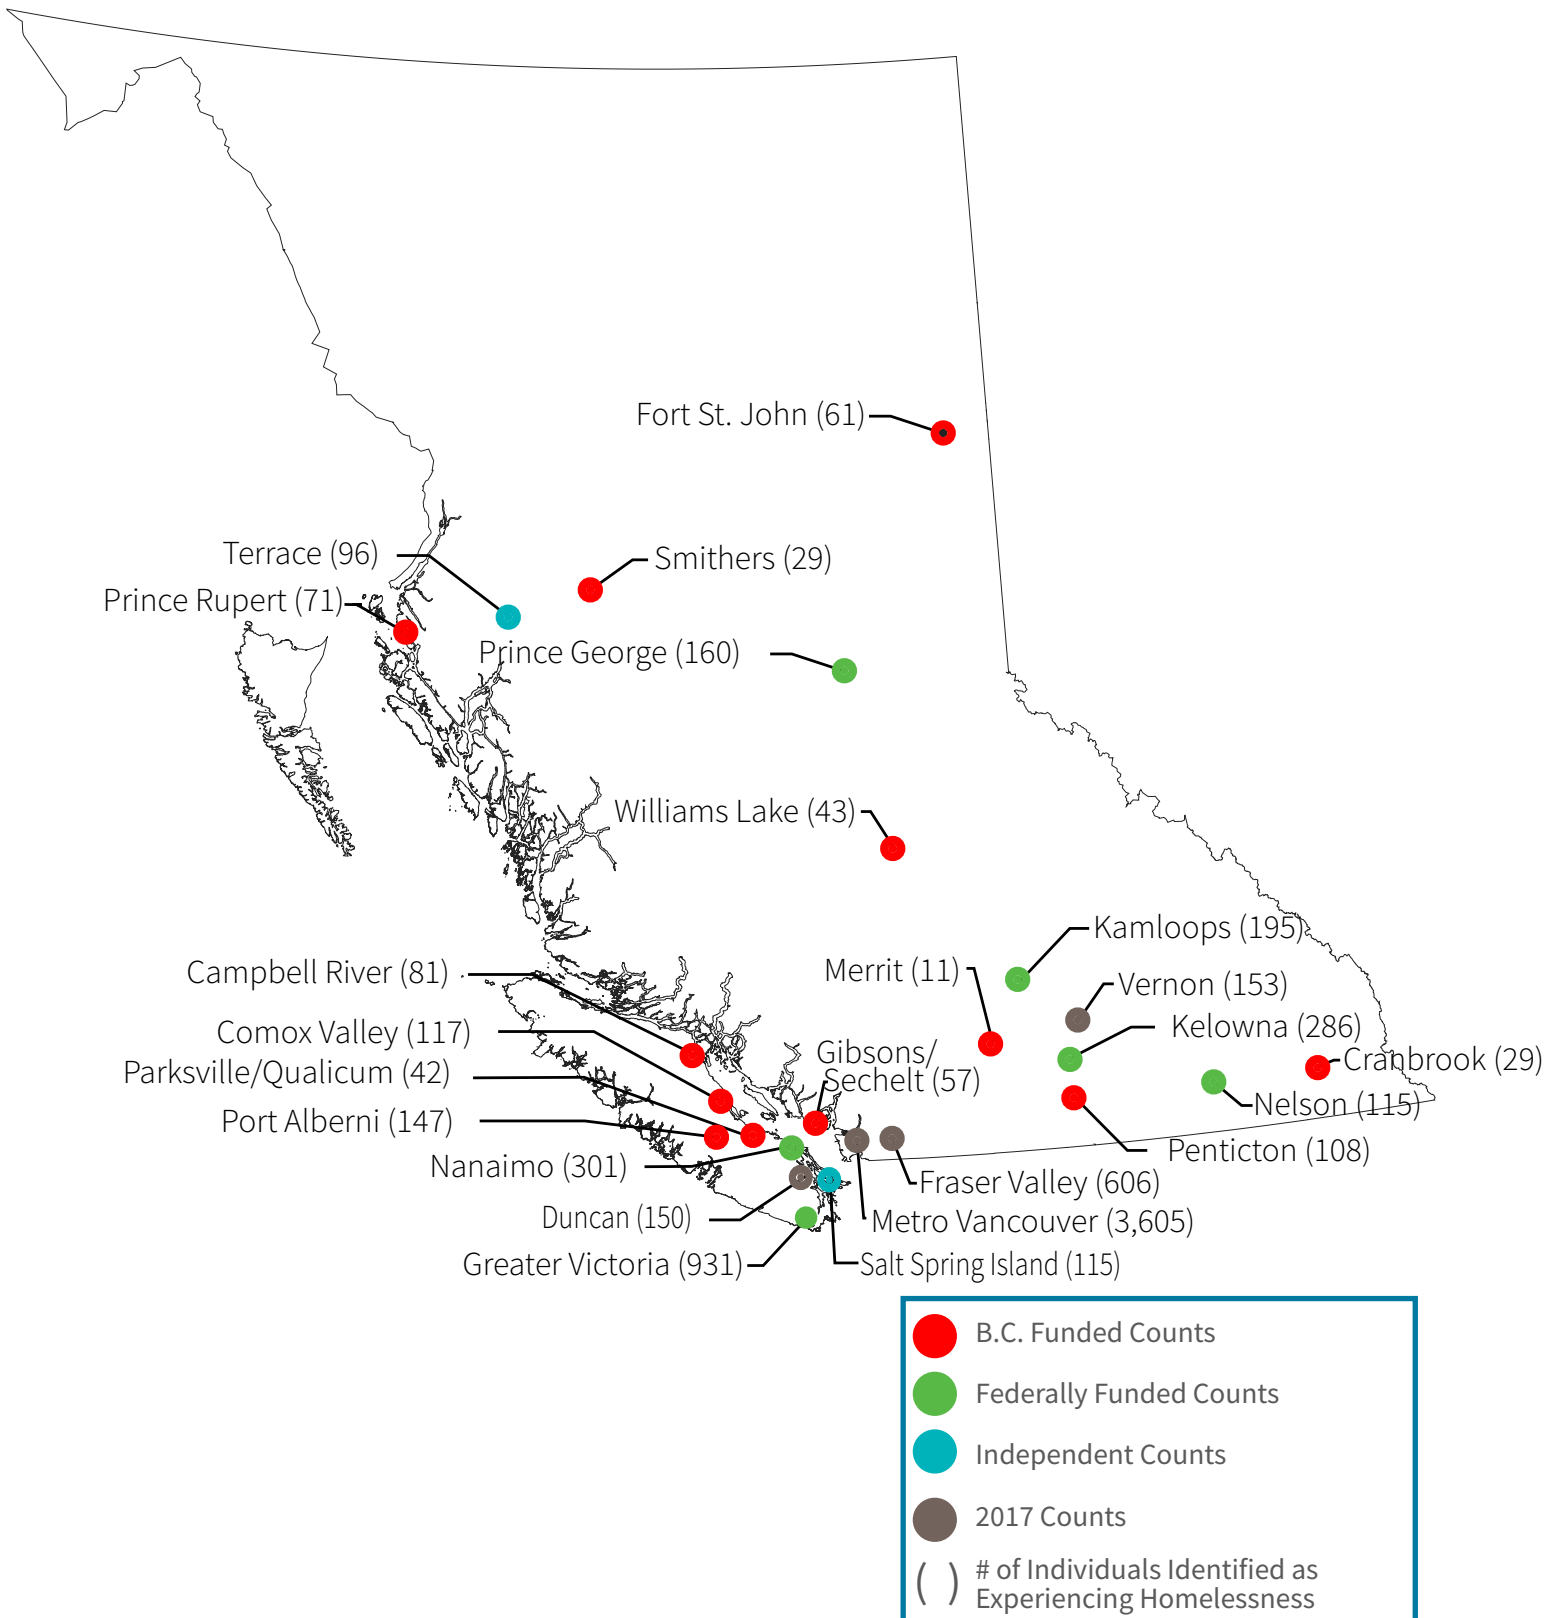 Fort St. John (61)
Terrace (96)
Smithers (29)
Prince Rupert (71)
Prince George (160)
Williams Lake (43)
Kamloops (195)
Campbell River (81)
Merrit (11)
Vernon (153)
Comox Valley (117)
Kelowna (286)
Gibsons/
Sechelt (57)
Cranbrook (29)
Parksville/Qualicum (42)
Nelson (115)
Port Alberni (147)
Penticton (108)
Nanaimo (301)
Fraser Valley (606)
Duncan (150)
Metro Vancouver (3,605)
Greater Victoria (931)
Salt Spring Island (115)
B.C. Funded Counts
Federally Funded Counts
Independent Counts
2017 Counts
( ) # of Individuals Identified as
Experiencing Homelessness